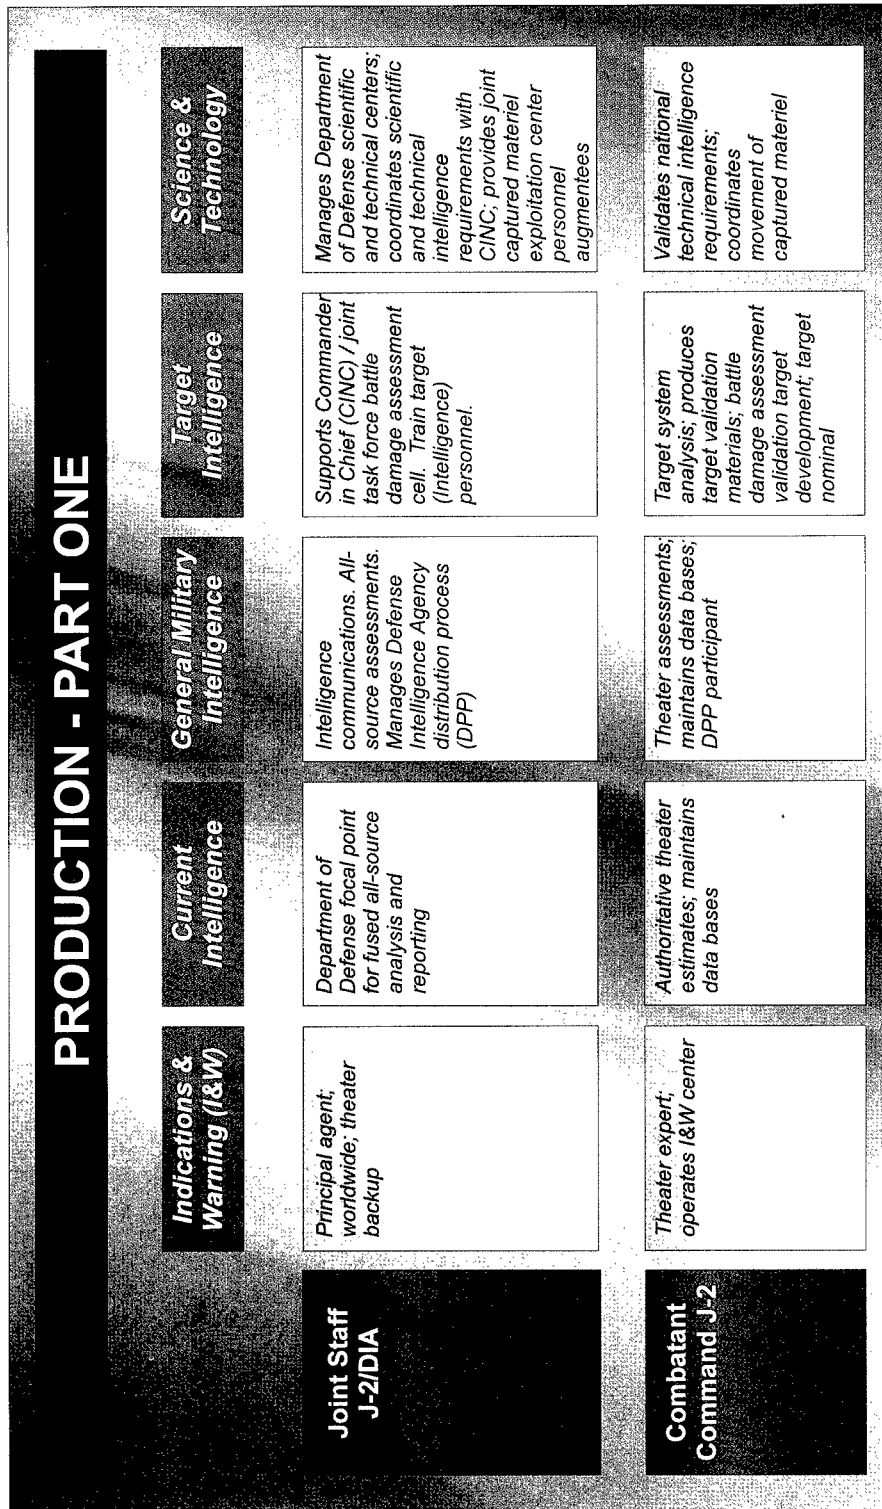 PRODUCTION - PART ONE
Indications &
Warning (I&W)
Current
Intelligence
General Military
Intelligence
Target
Intelligence
Science &
Technology
Joint Staff
J-2/DIA
Principal agent;
worldwide; theater
backup
Department of
Defense focal point
for fused all-source
analysis and
reporting
Intelligence
communications. All-
source assessments.
Manages Defense
Intelligence Agency
distribution process
(DPP)
Supports Commander
in Chief (CINC) / joint
task force battle
damage assessment
cell. Train target
(Intelligence)
personnel.
Manages Department
of Defense scientific
and technical centers;
coordinates scientific
and technical
intelligence
requirements with
CINC; provides joint
captured materiel
exploitation center
personnel
augmentees
Combatant
Command J-2
Theater expert;
operates I&W center
Authoritative theater
estimates; maintains
data bases
Theater assessments;
maintains data bases;
DPP participant
Target system
analysis; produces
target validation
materials; battle
damage assessment
validation target
development; target
nominal
Validates national
technical intelligence
requirements;
coordinates
movement of
captured materiel